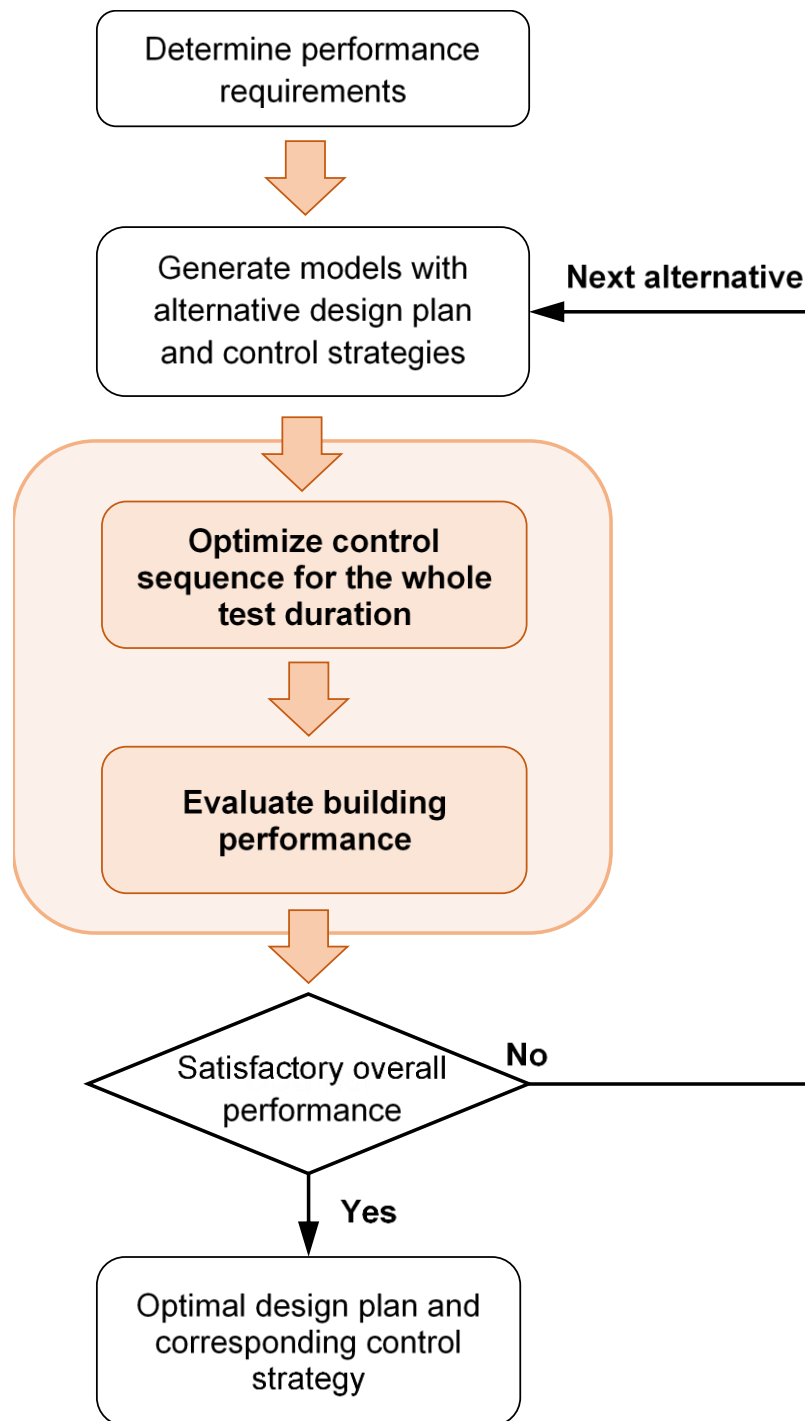 Determine performance
requirements
Generate models with
alternative design plan
and control strategies
Next alternative
Optimize control
sequence for the whole
test duration
Evaluate building
performance
Satisfactory overall
performance
No
Yes
Optimal design plan and
corresponding control
strategy